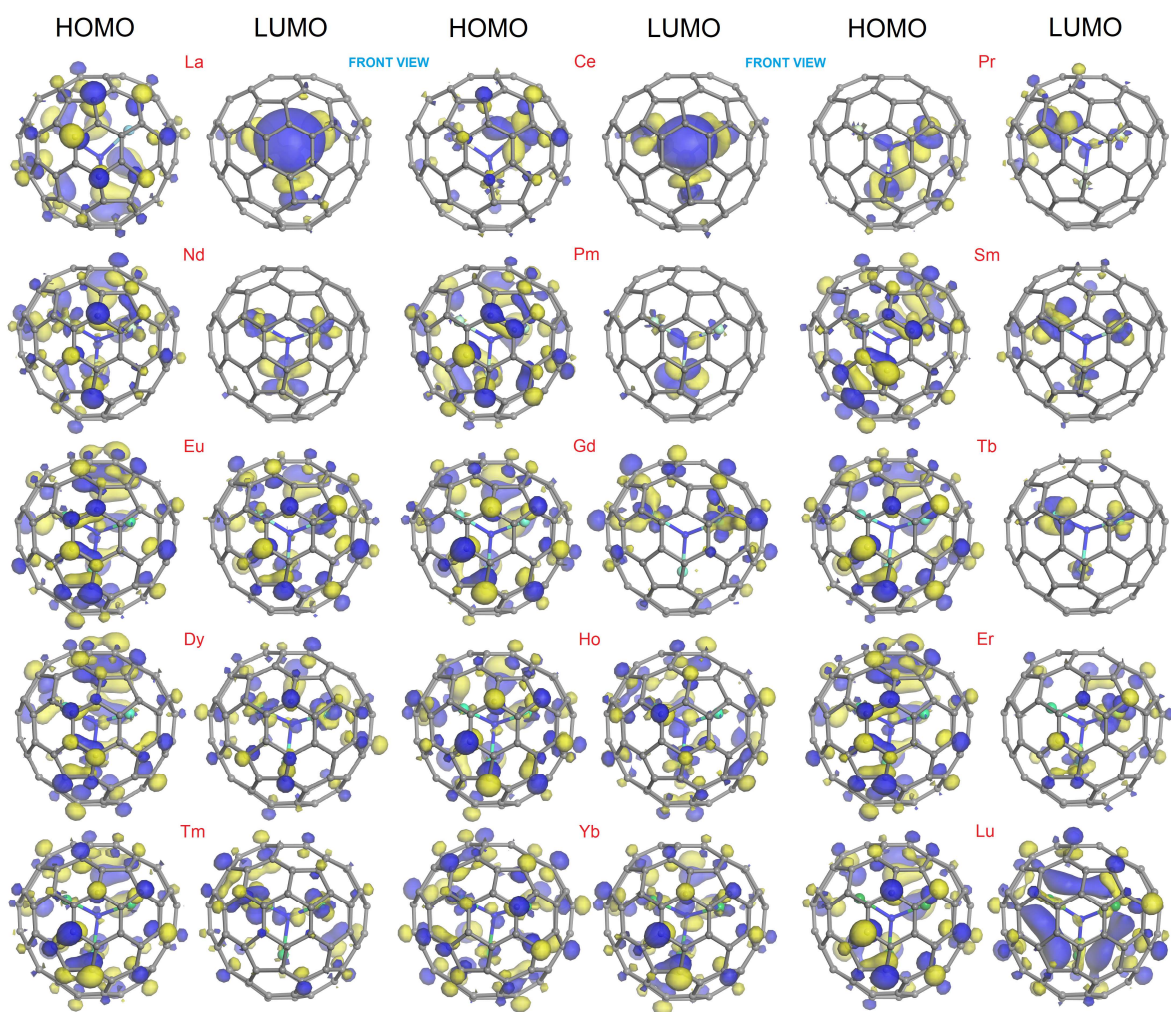 HOMO LUMO HOMO LUMO HOMO LUMO
La FRONT VIEW Ce FRONT VIEW Pr
Nd Pm Sm
Eu Gd Tb
Dy Ho Er
Tm Yb Lu